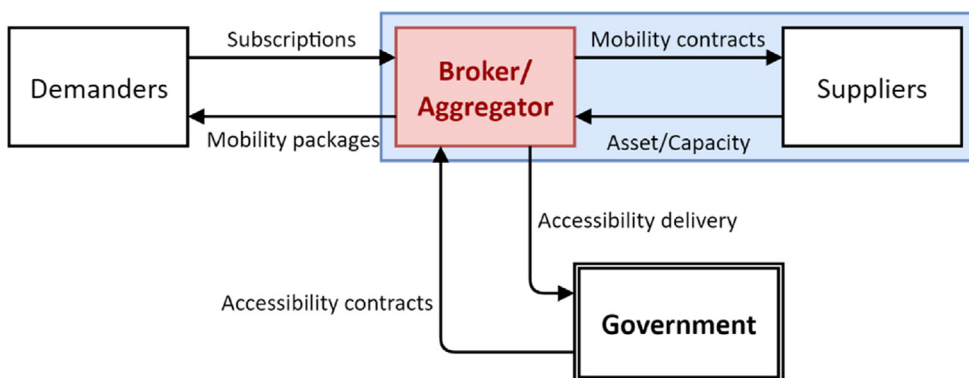 Subscriptions
Mobility contracts
Demanders
Broker/
Aggregator
Suppliers
Mobility packages
Asset/Capacity
Accessibility delivery
Accessibility contracts
Government